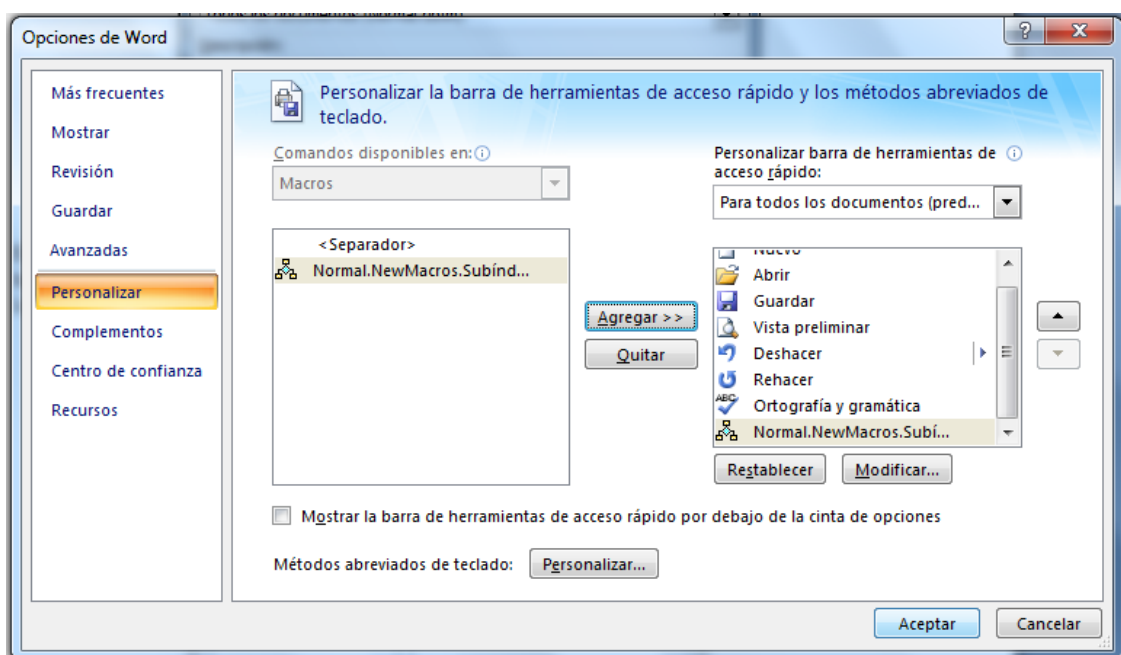 Opciones de Word
Más frecuentes
Mostrar
Revisión
Guardar
Avanzadas
Personalizar
Complementos
Centro de confianza
Recursos
Personalizar la barra de herramientas de acceso rápido y los métodos abreviados de
teclado.
Comandos disponibles en:
Macros
<Separador>
Normal.NewMacros.Subínd...
Agregar >>
Quitar
Personalizar barra de herramientas de
acceso rápido:
Para todos los documentos (pred...
Nuevo
Abrir
Guardar
Vista preliminar
Deshacer
Rehacer
ABC
Ortografía y gramática
Normal.NewMacros.Subí...
Restablecer
Modificar...
Mostrar la barra de herramientas de acceso rápido por debajo de la cinta de opciones
Métodos abreviados de teclado:
Personalizar...
Aceptar
Cancelar